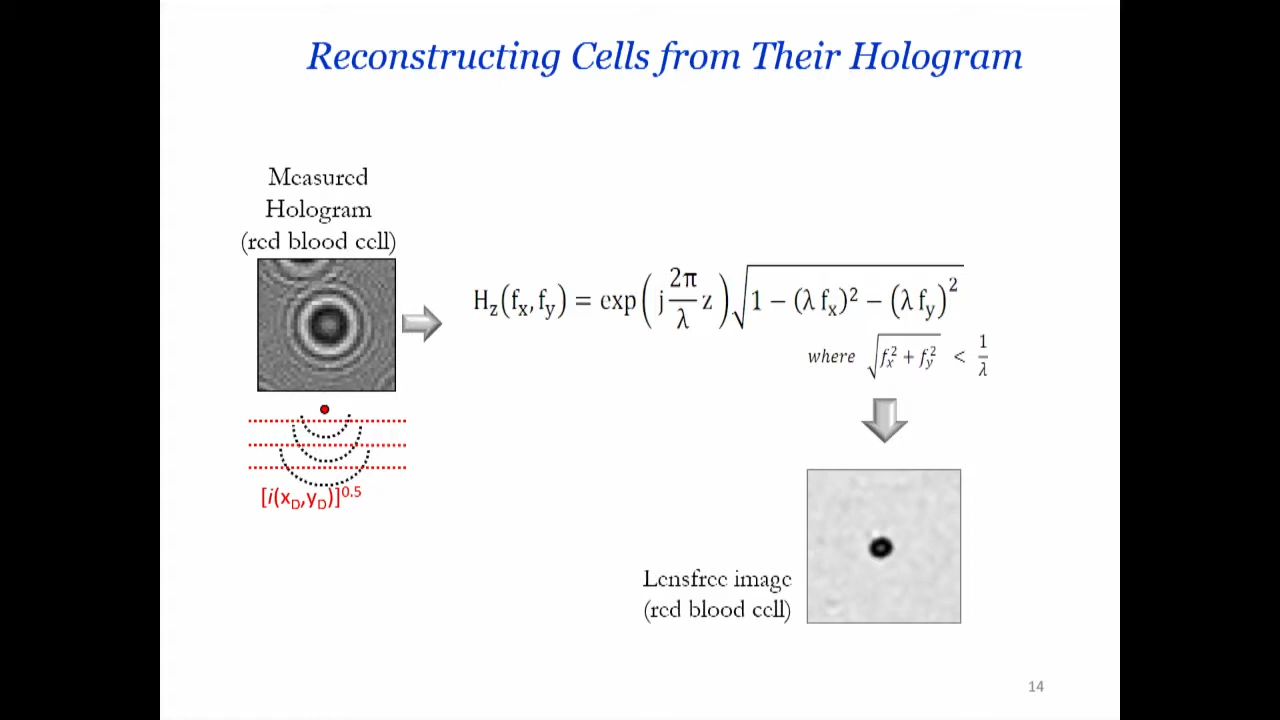 Reconstructing Cells from Their Hologram
Measured
Hologram
(red blood cell)
H_z(f_x, f_y) = exp( j 2π/λ z ) √(1 − (λ f_x)² − (λ f_y)²)
where √(f_x² + f_y²) < 1/λ
[i(x_D,y_D)]^0.5
Lensfree image
(red blood cell)
14